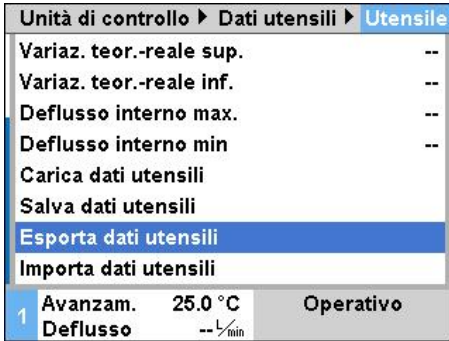 Unità di controllo ▶ Dati utensili ▶ Utensile
Variaz. teor.-reale sup. --
Variaz. teor.-reale inf. --
Deflusso interno max. --
Deflusso interno min --
Carica dati utensili
Salva dati utensili
Esporta dati utensili
Importa dati utensili
1 Avanzam. 25.0 °C Operativo
Deflusso -- L/min